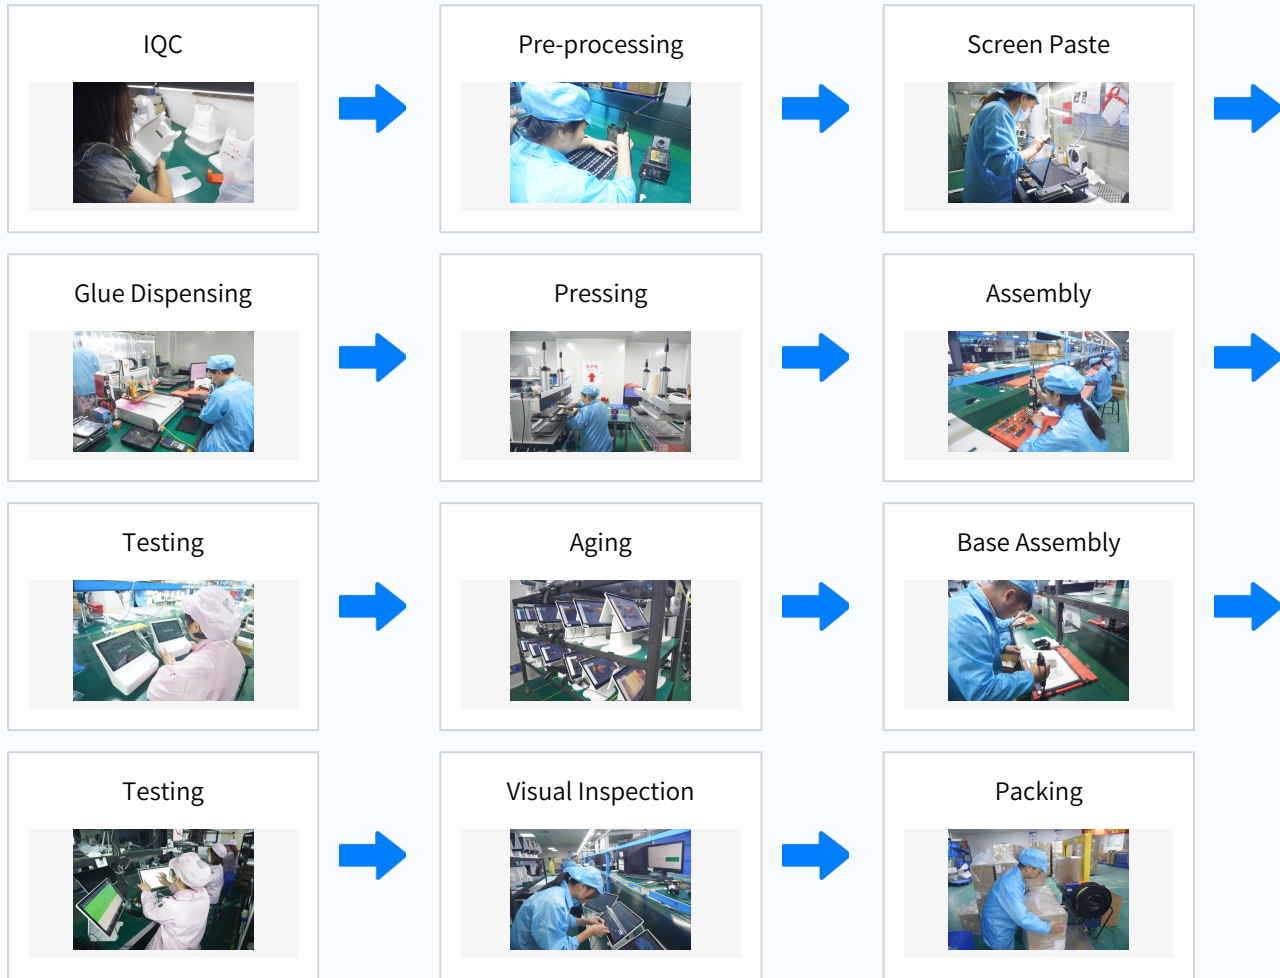 IQC
Pre-processing
Screen Paste
Glue Dispensing
Pressing
Assembly
Testing
Aging
Base Assembly
Testing
Visual Inspection
Packing